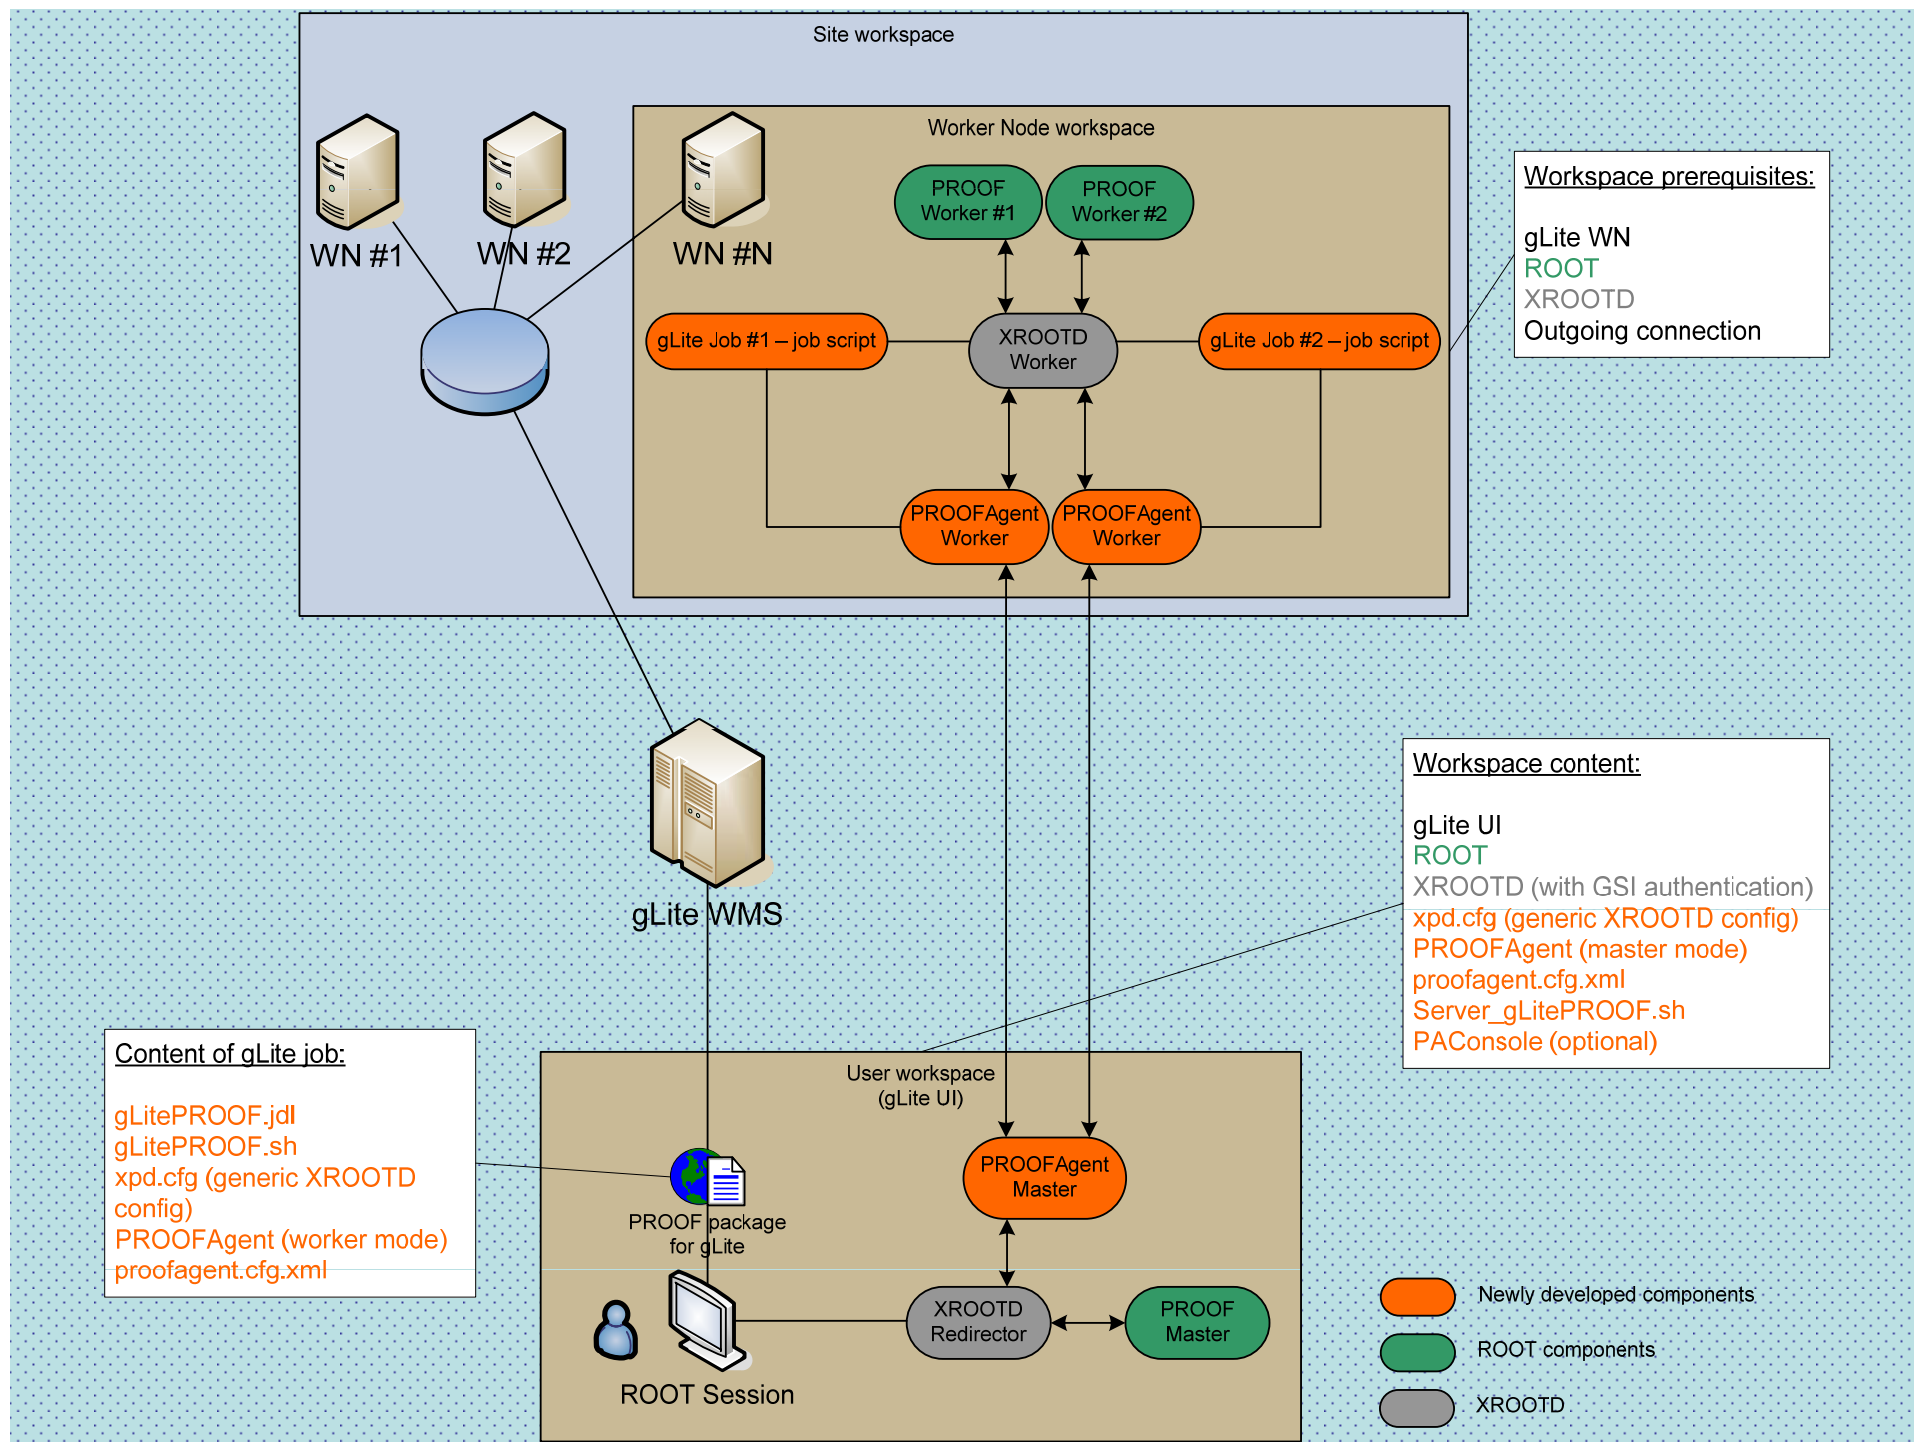 Site workspace
Worker Node workspace
WN #1
WN #2
WN #N
PROOF
Worker #1
PROOF
Worker #2
gLite Job #1 – job script
XROOTD
Worker
gLite Job #2 – job script
PROOFAgent
Worker
PROOFAgent
Worker
Workspace prerequisites:
gLite WN
ROOT
XROOTD
Outgoing connection
gLite WMS
Workspace content:
gLite UI
ROOT
XROOTD (with GSI authentication)
xpd.cfg (generic XROOTD config)
PROOFAgent (master mode)
proofagent.cfg.xml
Server_gLitePROOF.sh
PAConsole (optional)
Content of gLite job:
gLitePROOF.jdl
gLitePROOF.sh
xpd.cfg (generic XROOTD
config)
PROOFAgent (worker mode)
proofagent.cfg.xml
User workspace
(gLite UI)
PROOFAgent
Master
PROOF package
for gLite
XROOTD
Redirector
PROOF
Master
ROOT Session
Newly developed components
ROOT components
XROOTD